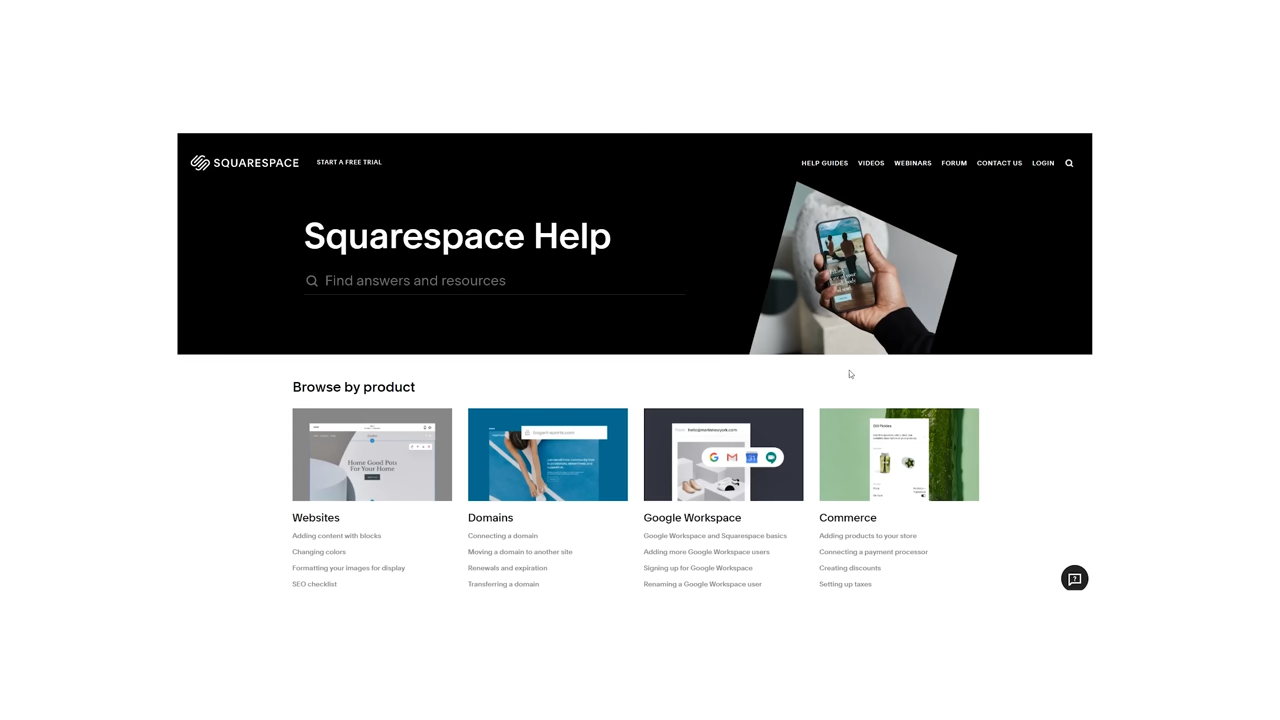 SQUARESPACE
START A FREE TRIAL
HELP GUIDES
VIDEOS
WEBINARS
FORUM
CONTACT US
LOGIN
Squarespace Help
Find answers and resources
Browse by product
Home Good Pots
For Your Home
Websites
Adding content with blocks
Changing colors
Formatting your images for display
SEO checklist
Domains
Connecting a domain
Moving a domain to another site
Renewals and expiration
Transferring a domain
Google Workspace
Google Workspace and Squarespace basics
Adding more Google Workspace users
Signing up for Google Workspace
Renaming a Google Workspace user
Commerce
Adding products to your store
Connecting a payment processor
Creating discounts
Setting up taxes